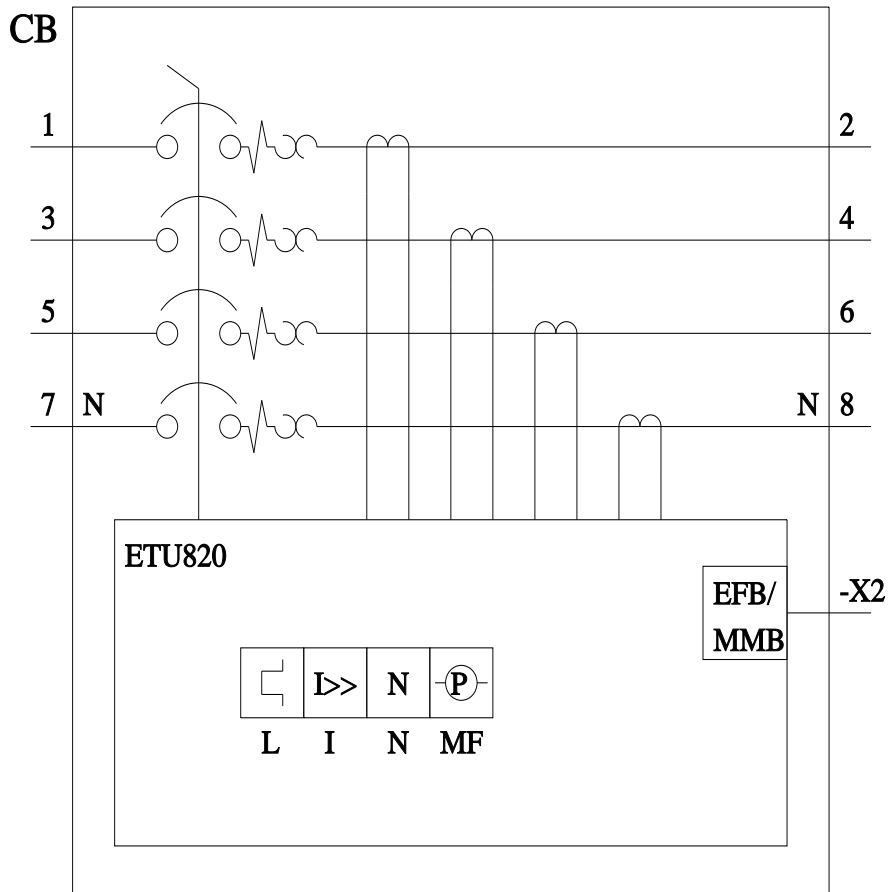 CB
1 2
3 4
5 6
7 N N 8
ETU820
EFB/ -X2
MMB
I>> N P
L I N MF